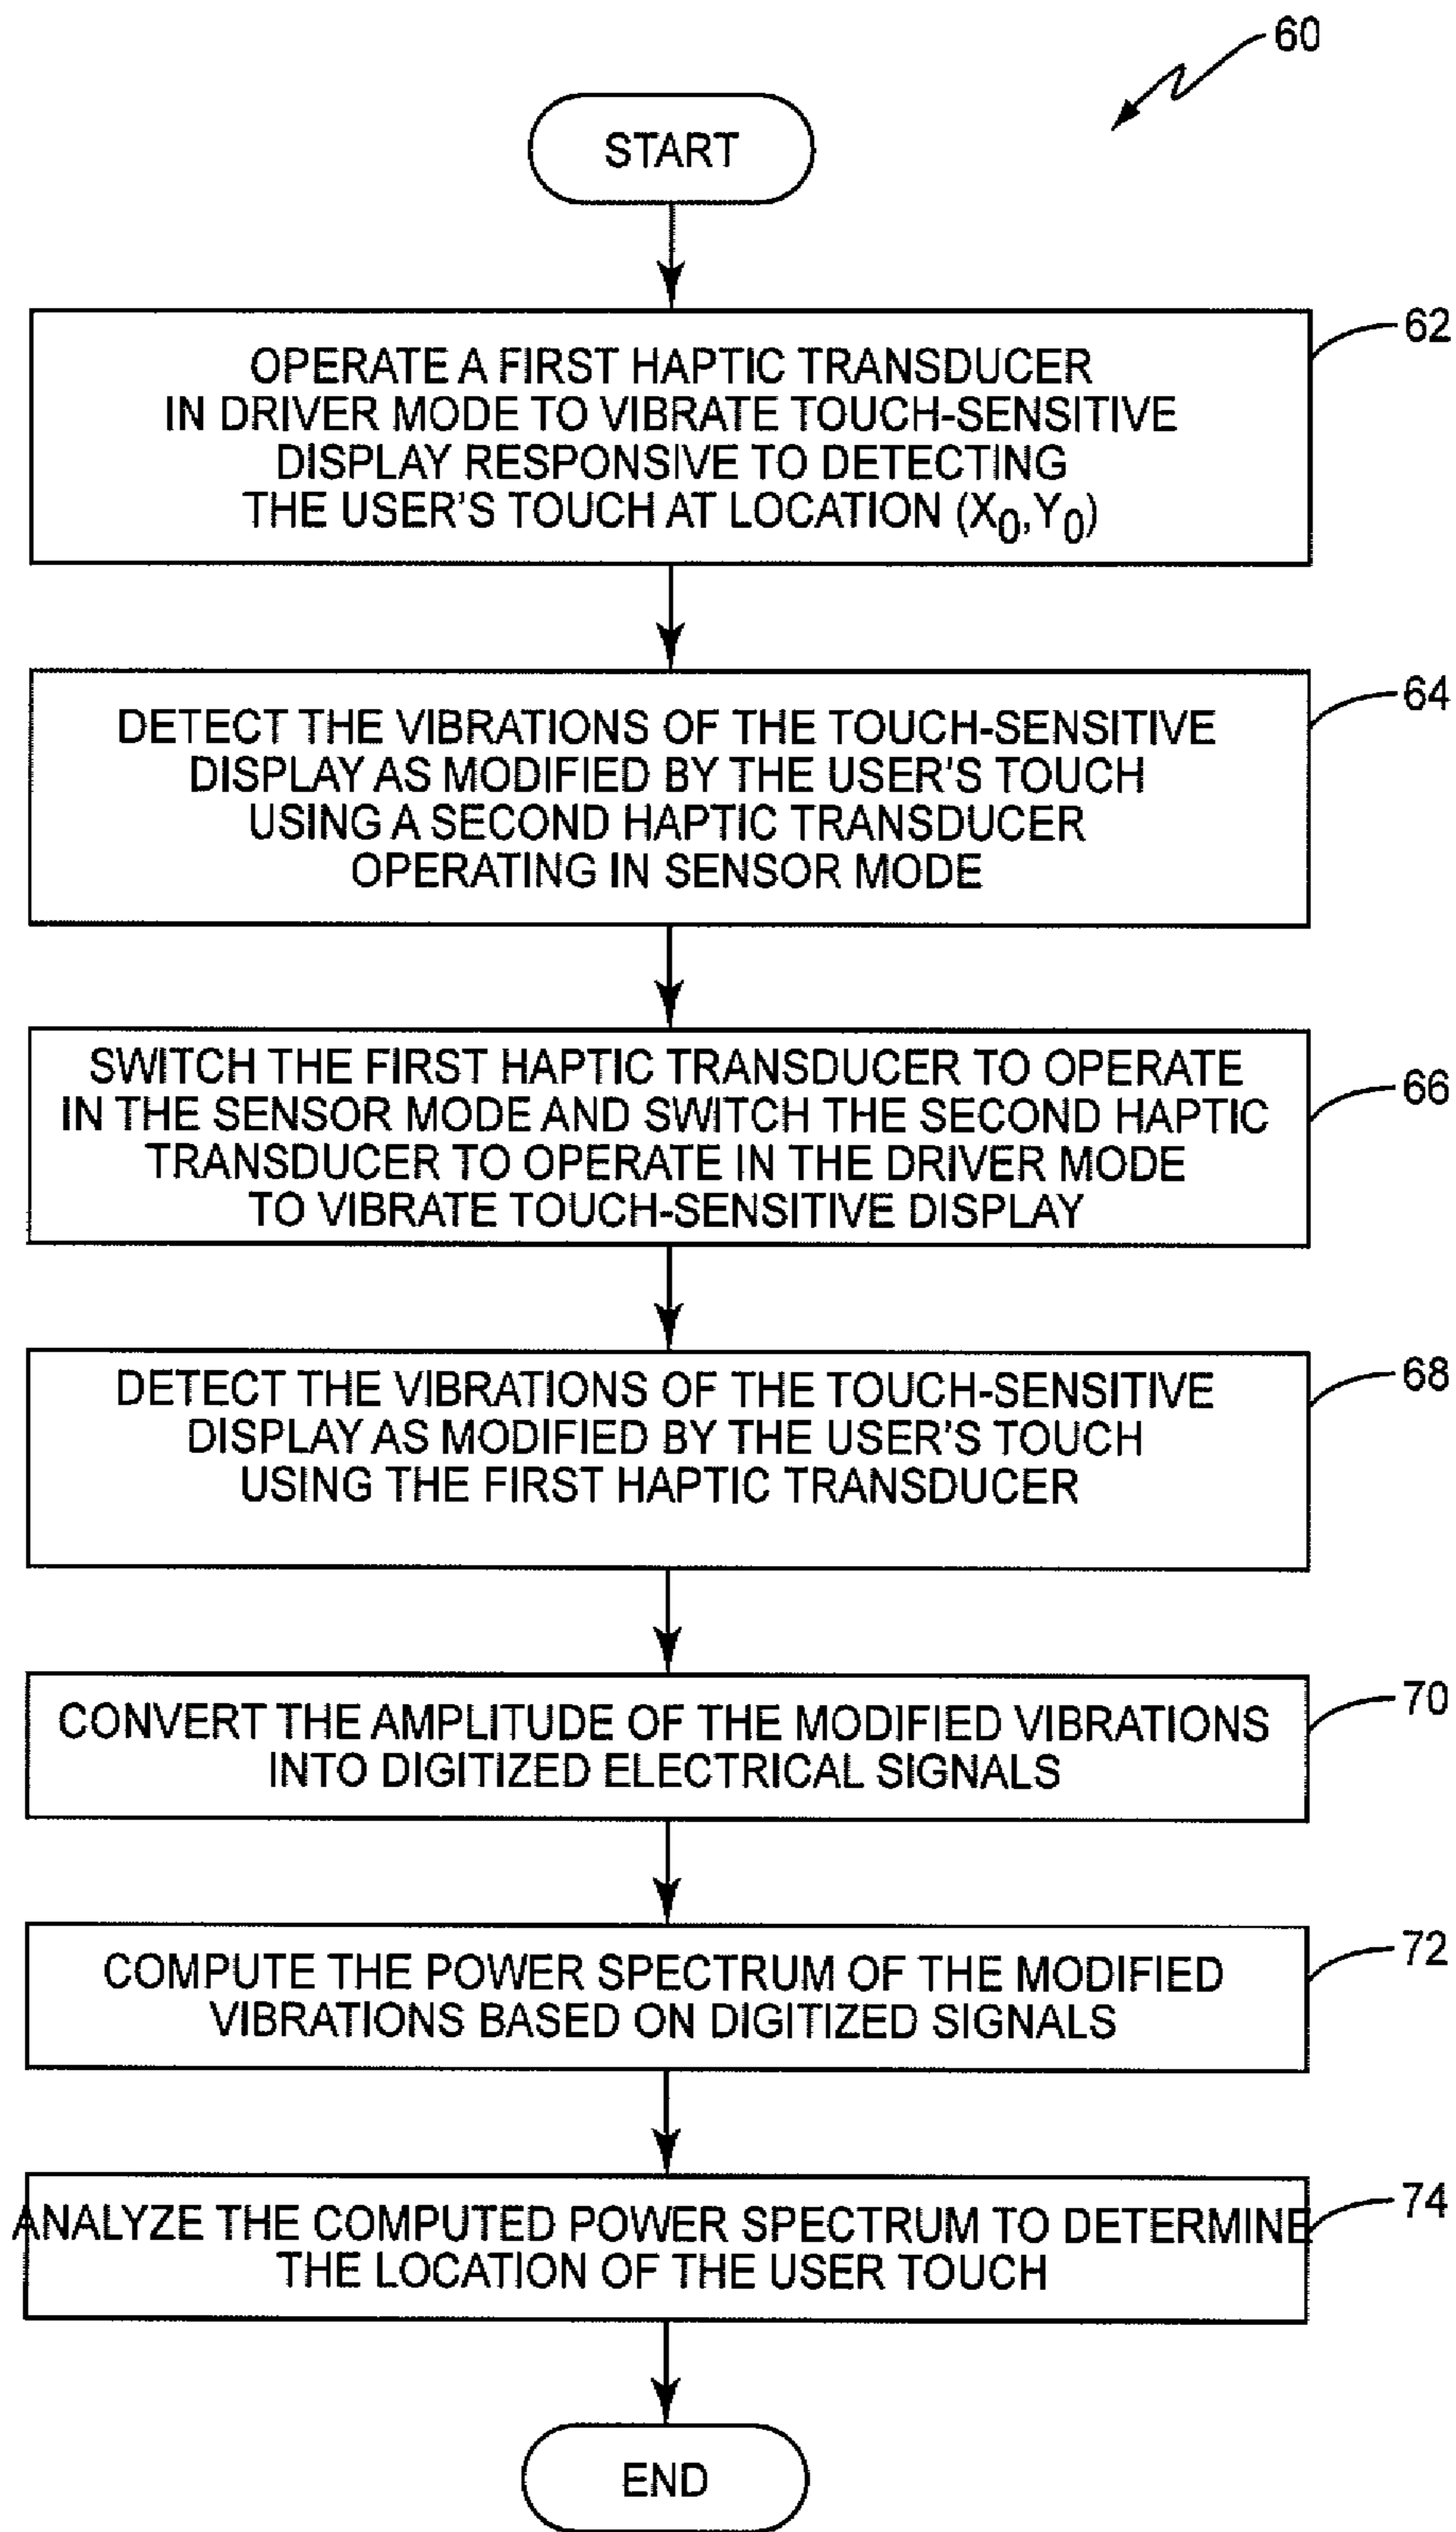 60
START
62
OPERATE A FIRST HAPTIC TRANSDUCER
IN DRIVER MODE TO VIBRATE TOUCH-SENSITIVE
DISPLAY RESPONSIVE TO DETECTING
THE USER'S TOUCH AT LOCATION (X₀,Y₀)
64
DETECT THE VIBRATIONS OF THE TOUCH-SENSITIVE
DISPLAY AS MODIFIED BY THE USER'S TOUCH
USING A SECOND HAPTIC TRANSDUCER
OPERATING IN SENSOR MODE
66
SWITCH THE FIRST HAPTIC TRANSDUCER TO OPERATE
IN THE SENSOR MODE AND SWITCH THE SECOND HAPTIC
TRANSDUCER TO OPERATE IN THE DRIVER MODE
TO VIBRATE TOUCH-SENSITIVE DISPLAY
68
DETECT THE VIBRATIONS OF THE TOUCH-SENSITIVE
DISPLAY AS MODIFIED BY THE USER'S TOUCH
USING THE FIRST HAPTIC TRANSDUCER
70
CONVERT THE AMPLITUDE OF THE MODIFIED VIBRATIONS
INTO DIGITIZED ELECTRICAL SIGNALS
72
COMPUTE THE POWER SPECTRUM OF THE MODIFIED
VIBRATIONS BASED ON DIGITIZED SIGNALS
74
ANALYZE THE COMPUTED POWER SPECTRUM TO DETERMINE
THE LOCATION OF THE USER TOUCH
END